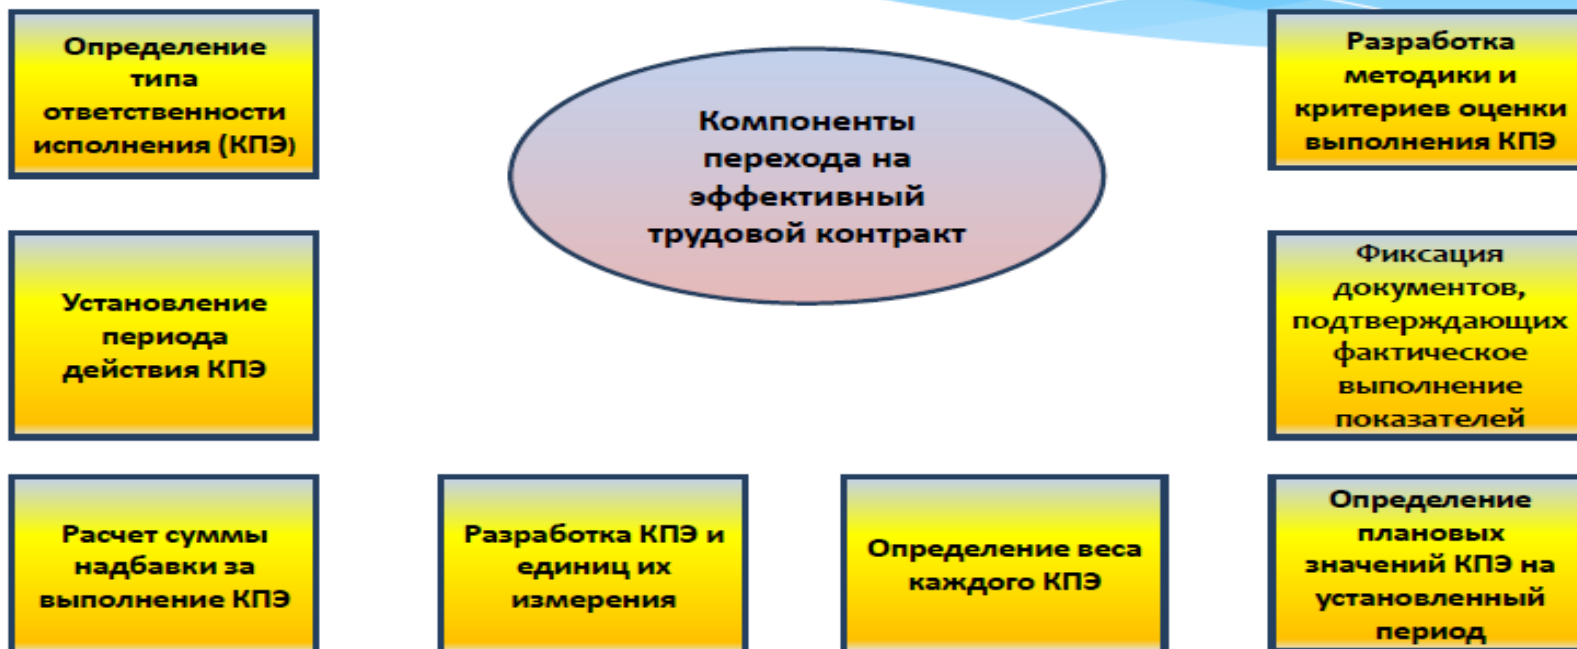 Определение
типа
ответственности
исполнения (КПЭ)
Компоненты
перехода на
эффективный
трудовой контракт
Разработка
методики и
критериев оценки
выполнения КПЭ
Установление
периода
действия КПЭ
Фиксация
документов,
подтверждающих
фактическое
выполнение
показателей
Расчет суммы
надбавки за
выполнение КПЭ
Разработка КПЭ и
единиц их
измерения
Определение веса
каждого КПЭ
Определение
плановых
значений КПЭ на
установленный
период